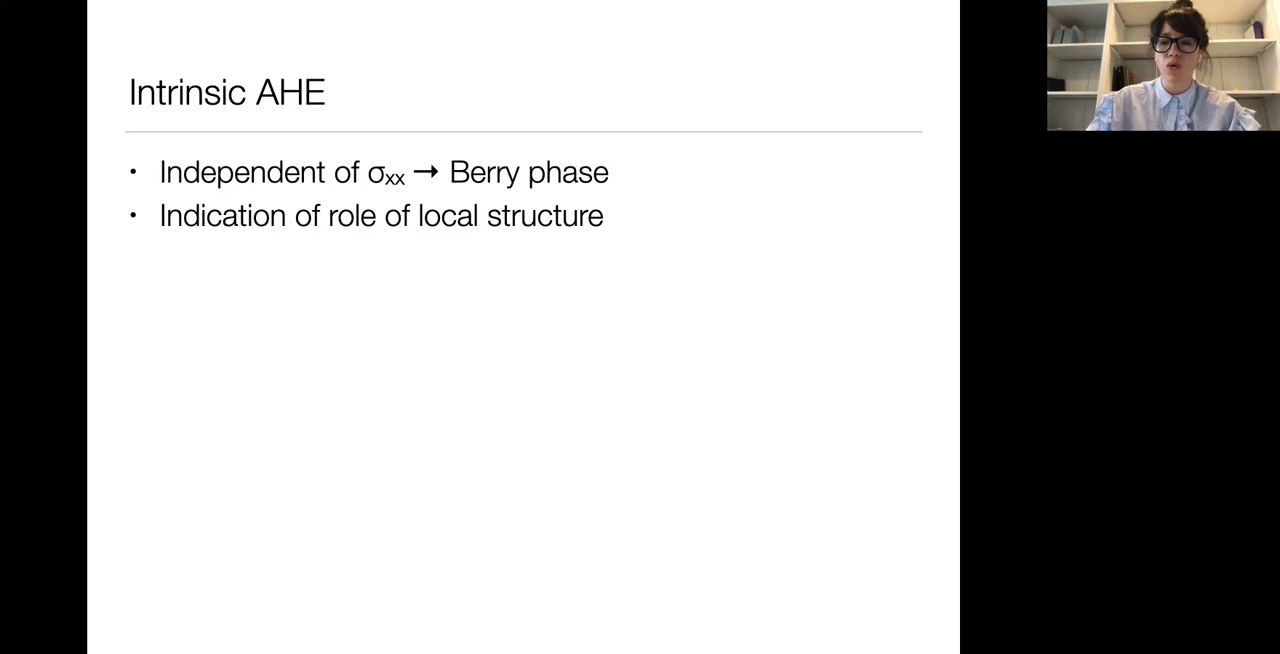 Intrinsic AHE
• Independent of σxx → Berry phase
• Indication of role of local structure